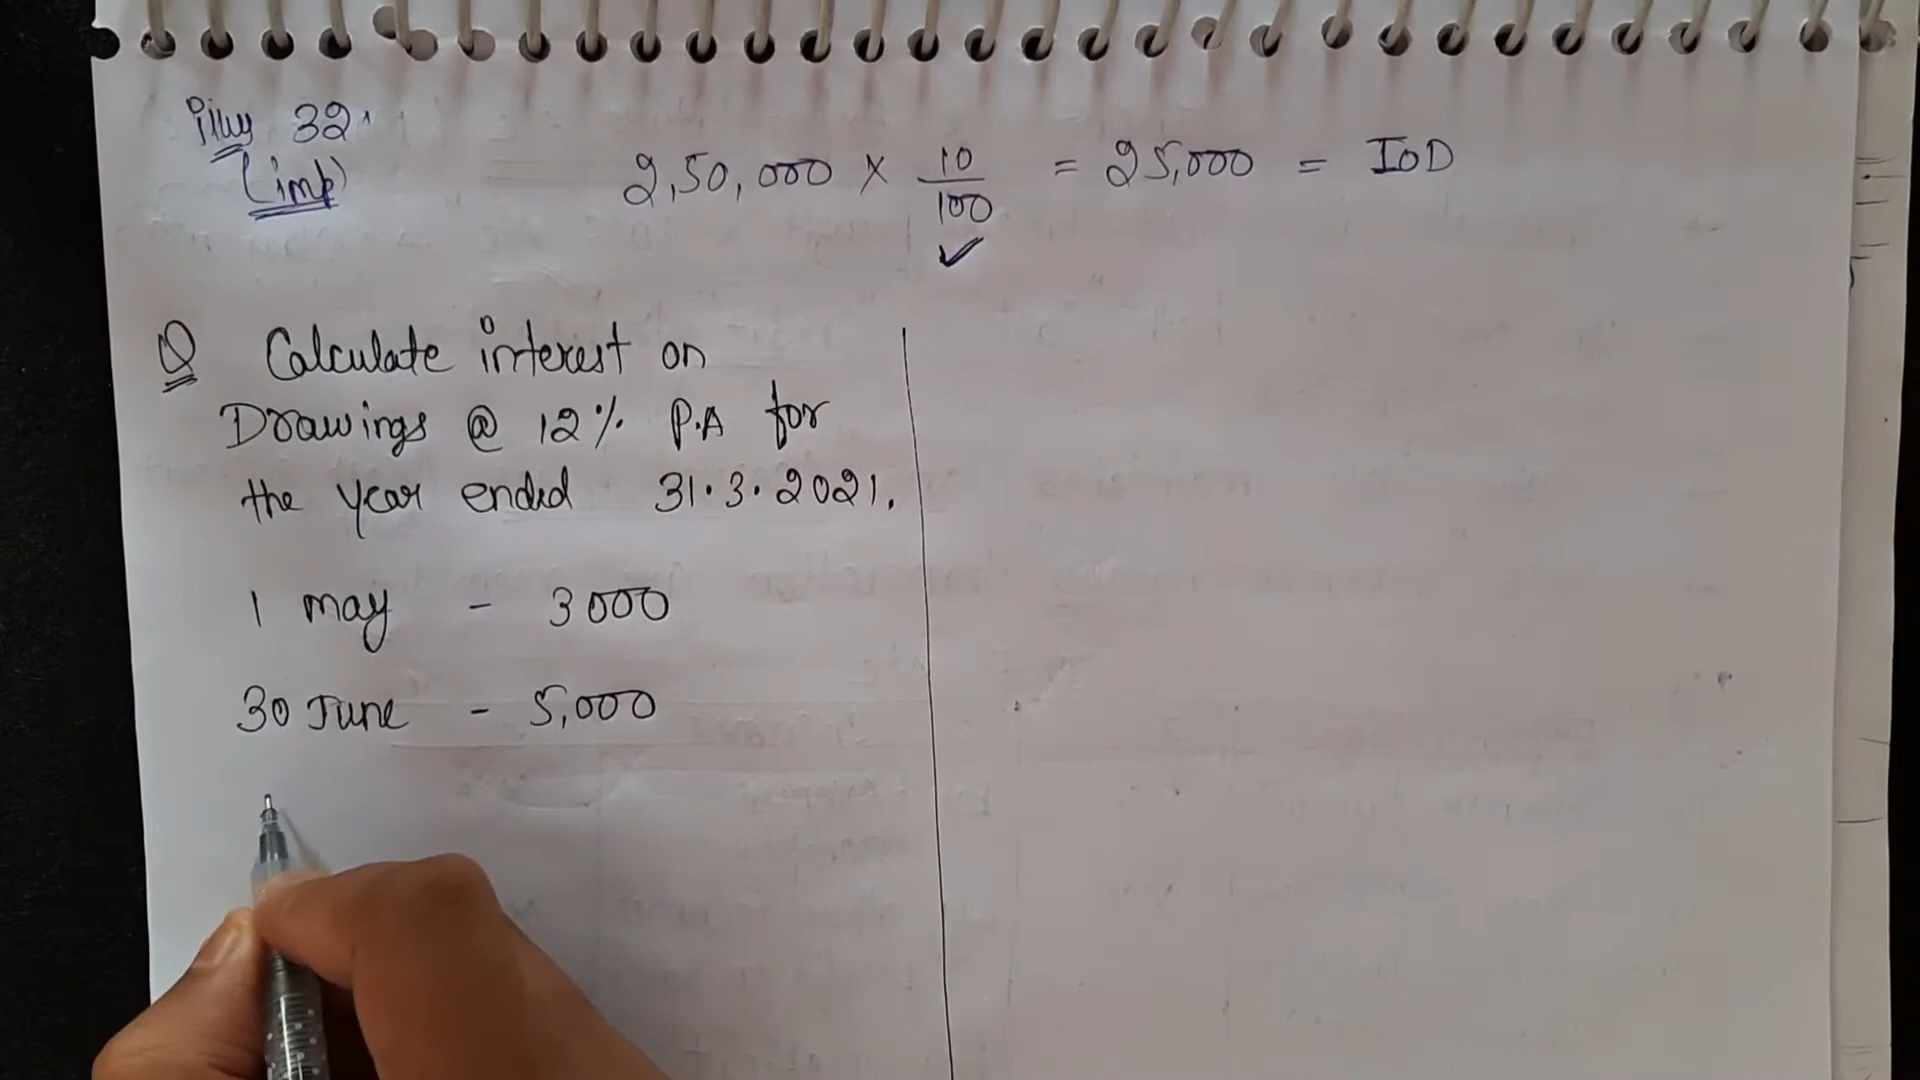 illus 32.
(imp)
2,50,000 × 10/100 = 25,000 = IOD
✓
Q Calculate interest on
Drawings @ 12% P.A for
the year ended 31.3.2021.
1 may - 3000
30 June - 5,000